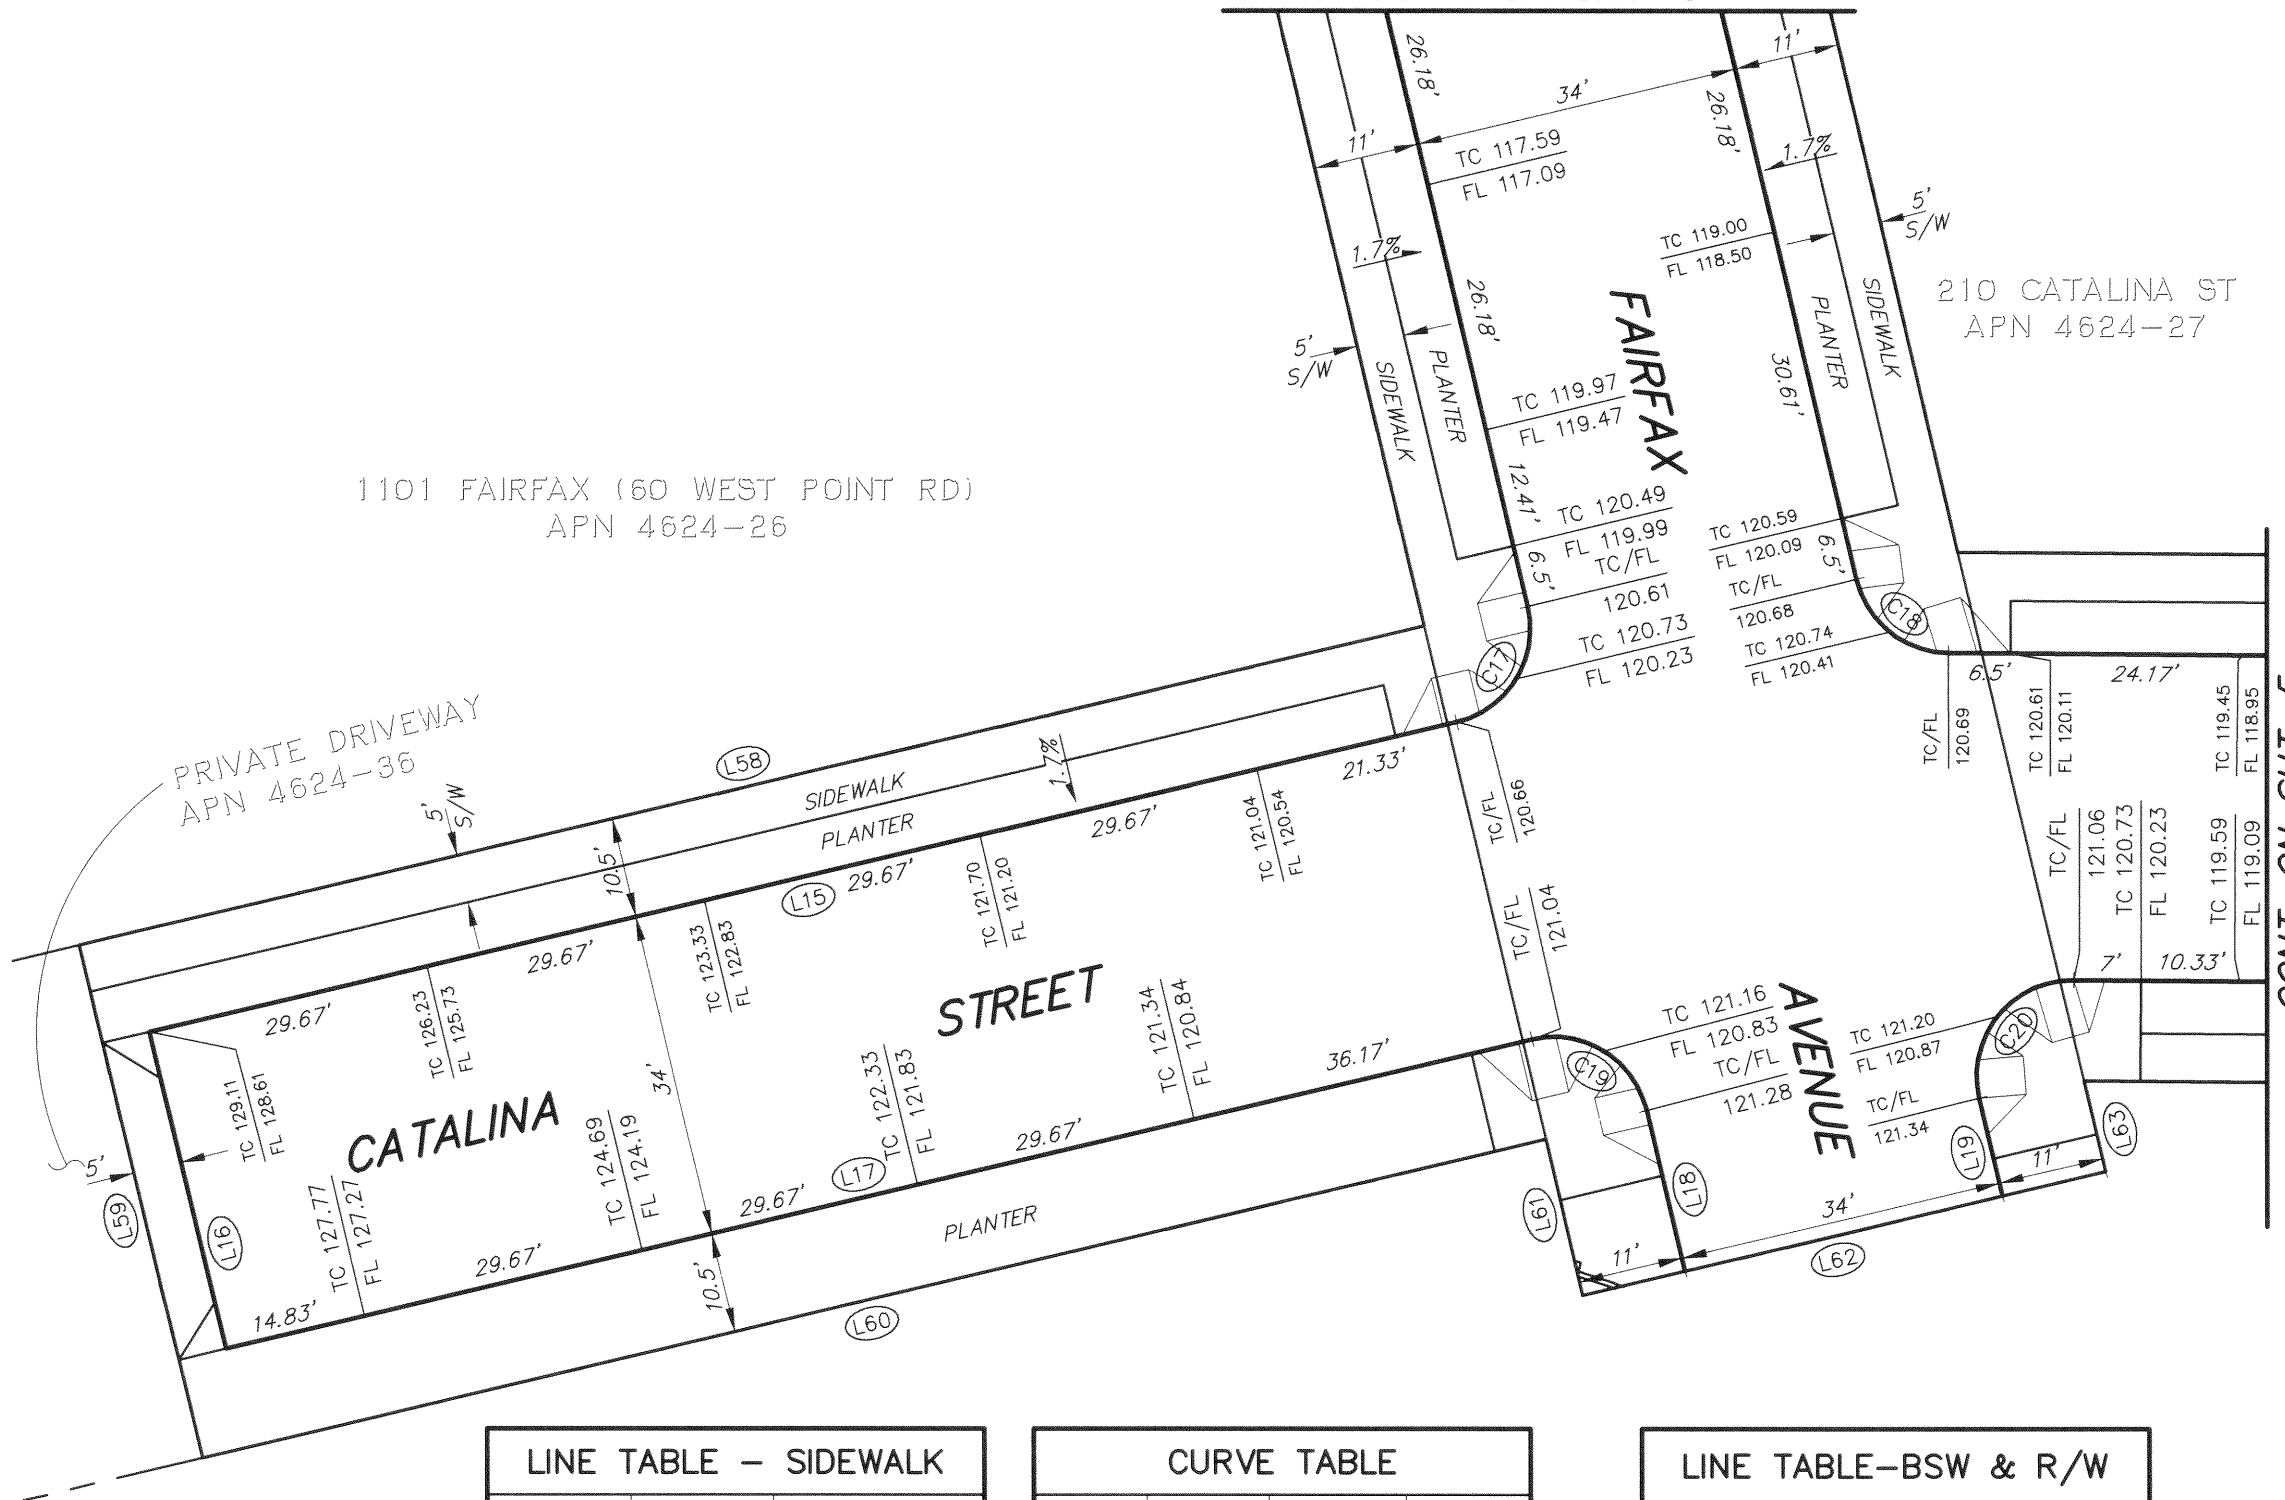 26.18'
11'
34'
26.18'
11'
TC 117.59
FL 117.09
1.7%
5'
S/W
TC 119.00
FL 118.50
1.7%
210 CATALINA ST
APN 4624-27
SIDEWALK
PLANTER
26.18'
FAIRFAX
5'
S/W
SIDEWALK
PLANTER
30.61'
TC 119.97
FL 119.47
1101 FAIRFAX (60 WEST POINT RD)
APN 4624-26
12.41'
TC 120.49
FL 119.99
TC/FL
120.61
6.5'
TC 120.59
FL 120.09
6.5'
TC/FL
120.68
C18
TC 120.73
FL 120.23
TC 120.74
FL 120.41
C17
6.5'
24.17'
TC/FL
120.69
TC 120.61
FL 120.11
TC 119.45
FL 118.95
PRIVATE DRIVEWAY
APN 4624-36
L58
5'
S/W
SIDEWALK
1.7%
21.33'
PLANTER
29.67'
TC 121.04
FL 120.54
TC/FL
120.66
10.5'
L15
29.67'
TC 121.70
FL 121.20
TC/FL
121.06
TC 120.73
FL 120.23
TC 119.59
FL 119.09
29.67'
TC 123.33
FL 122.83
TC/FL
121.04
29.67'
TC 126.23
FL 125.73
STREET
7'
10.33'
TC 121.16
FL 120.83
TC/FL
121.28
AVENUE
TC 121.20
FL 120.87
C20
TC/FL
121.34
C19
36.17'
TC 121.34
FL 120.84
34'
TC 122.33
FL 121.83
29.67'
TC 129.11
FL 128.61
CATALINA
TC 124.69
FL 124.19
5'
L59
L16
TC 127.77
FL 127.27
L17
29.67'
PLANTER
L61
L18
L19
11'
L63
34'
11'
L62
29.67'
14.83'
10.5'
L60
LINE TABLE - SIDEWALK
CURVE TABLE
LINE TABLE-BSW & R/W